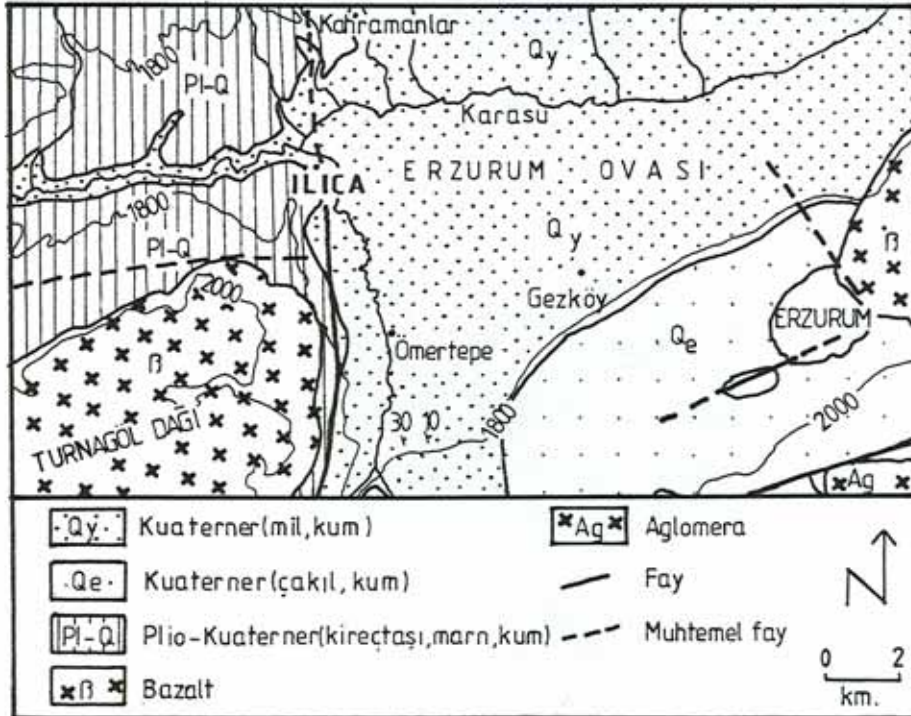 Kahramanlar
1800
Pl-Q
Qy
Karasu
ERZURUM OVASI
ILICA
1800
Qy
ß
Pl-Q
2000
Gezköy
ERZURUM
Qe
ß
Ömertepe
TURNAGÖL DAĞI
30 10
1800
2000
Ag
Qy Kuaterner(mil,kum)
Ag Aglomera
Qe Kuaterner(çakıl,kum)
Fay
Pl-Q Plio-Kuaterner(kireçtaşı,marn,kum)
Muhtemel fay
ß Bazalt
N
0 2
km.